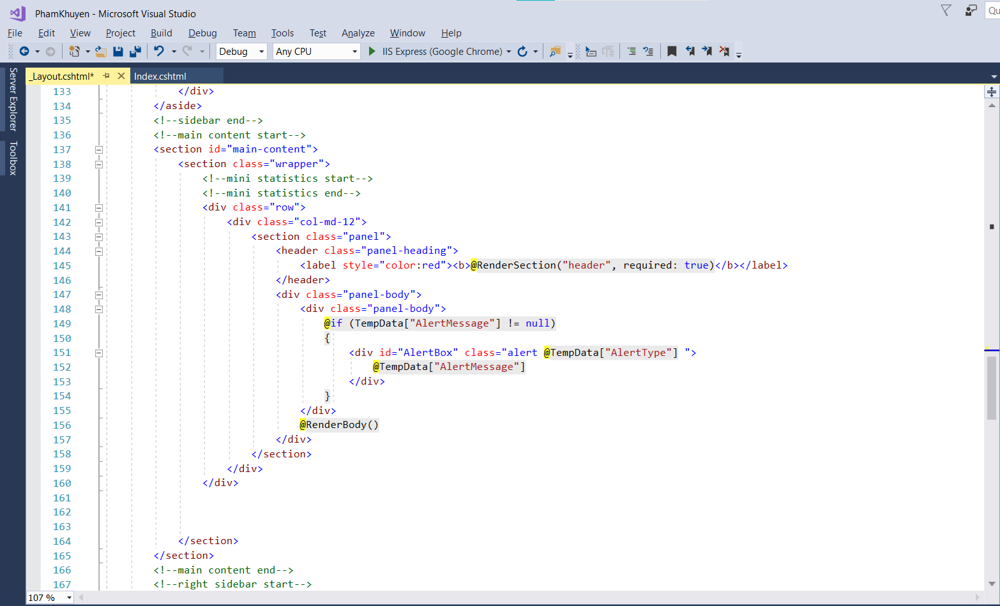 PhamKhuyen - Microsoft Visual Studio
Qu
File Edit View Project Build Debug Team Tools Test Analyze Window Help
Debug Any CPU IIS Express (Google Chrome)
Server Explorer
Toolbox
_Layout.cshtml* Index.cshtml
133 </div>
134 </aside>
135 <!--sidebar end-->
136 <!--main content start-->
137 <section id="main-content">
138 <section class="wrapper">
139 <!--mini statistics start-->
140 <!--mini statistics end-->
141 <div class="row">
142 <div class="col-md-12">
143 <section class="panel">
144 <header class="panel-heading">
145 <label style="color:red"><b>@RenderSection("header", required: true)</b></label>
146 </header>
147 <div class="panel-body">
148 <div class="panel-body">
149 @if (TempData["AlertMessage"] != null)
150 {
151 <div id="AlertBox" class="alert @TempData["AlertType"] ">
152 @TempData["AlertMessage"]
153 </div>
154 }
155 </div>
156 @RenderBody()
157 </div>
158 </section>
159 </div>
160 </div>
161
162
163
164 </section>
165 </section>
166 <!--main content end-->
167 <!--right sidebar start-->
107 %